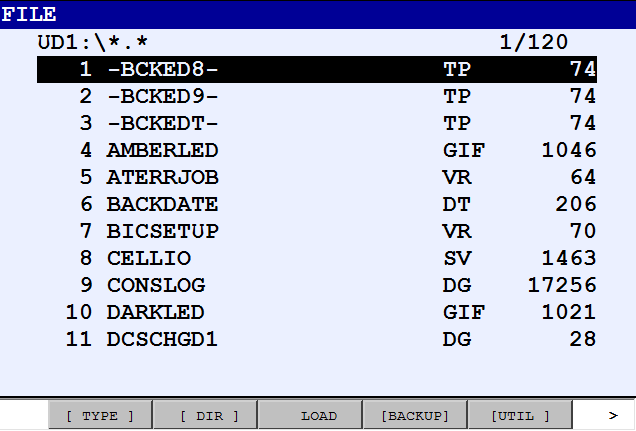 FILE
UD1:\*.* 1/120
1 -BCKED8- TP 74
2 -BCKED9- TP 74
3 -BCKEDT- TP 74
4 AMBERLED GIF 1046
5 ATERRJOB VR 64
6 BACKDATE DT 206
7 BICSETUP VR 70
8 CELLIO SV 1463
9 CONSLOG DG 17256
10 DARKLED GIF 1021
11 DCSCHGD1 DG 28
[ TYPE ] [ DIR ] LOAD [BACKUP] [UTIL ] >